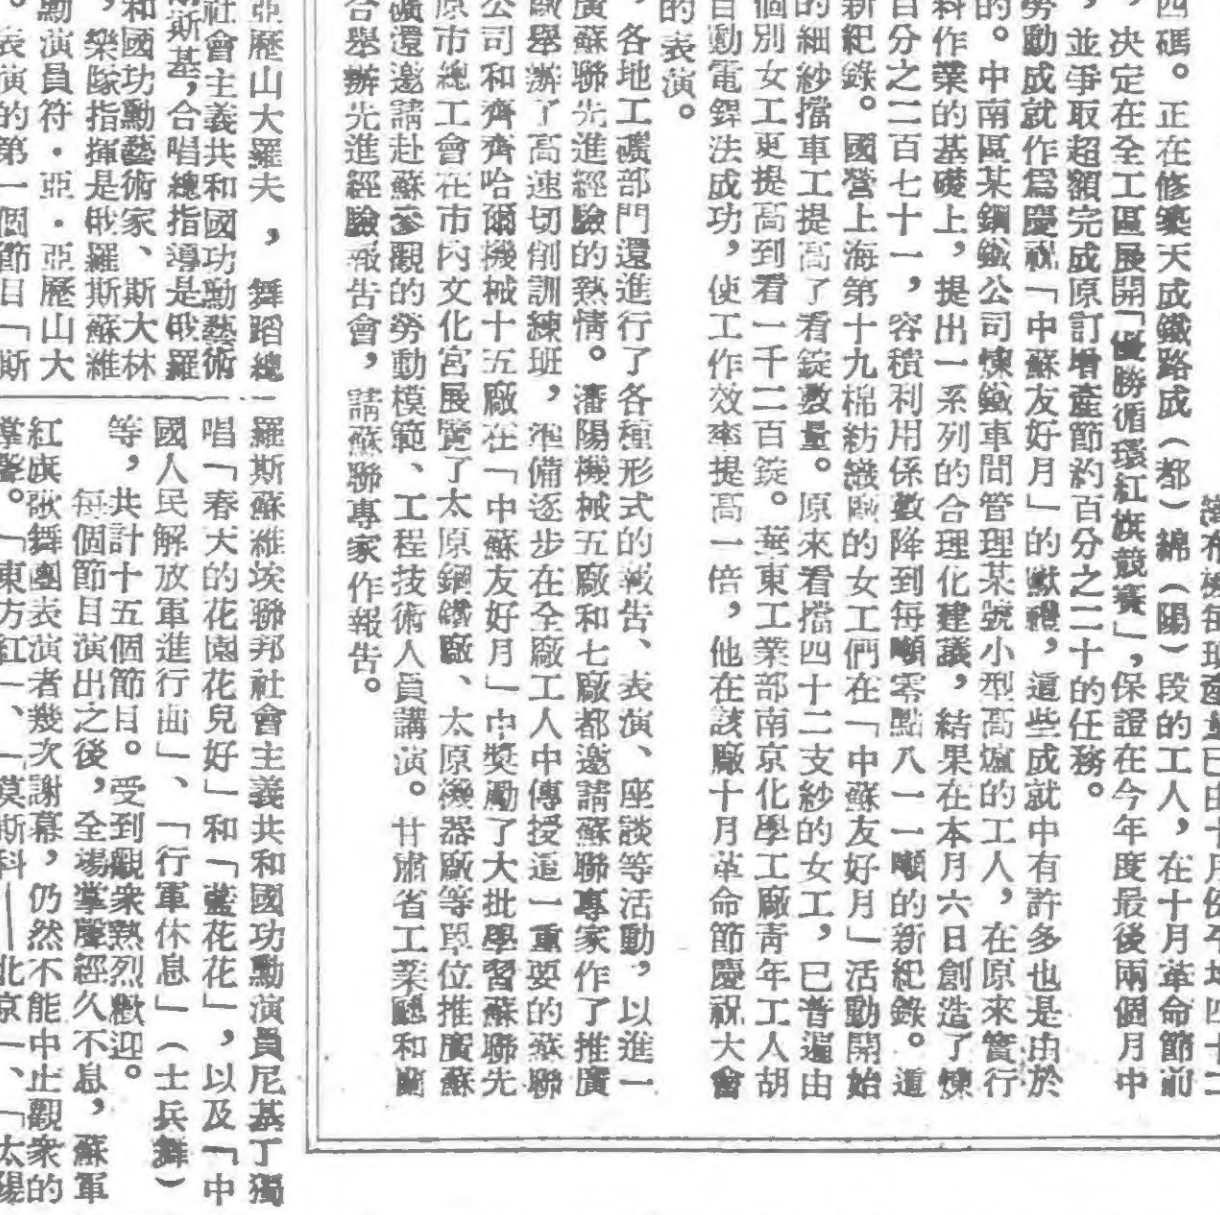 每班產量已由十月份平均四十二
四碼。正在修築天成鐵路成（都）綿（陽）段的工人，在十月革命節前
，决定在全工區展開「優勝循環紅旗競賽」，保證在今年度最後兩個月中
，並爭取超額完成原訂增產節約百分之二十的任務。
勞動成就作爲慶祝「中蘇友好月」的獻禮，這些成就中有許多也是由於
的。中南區某鋼鐵公司煉鐵車間管理某號小型高爐的工人，在原來實行
科作業的基礎上，提出一系列的合理化建議，結果在本月六日創造了煉
百分之二百七十一，容積利用係數降到每噸零點八一一噸的新紀錄。這
新紀錄。國營上海第十九棉紡織廠的女工們在「中蘇友好月」活動開始
的細紗擋車工提高了看錠數量。原來看擋四十二支紗的女工，已普遍由
個別女工更提高到看一千二百錠。華東工業部南京化學工廠青年工人胡
自動電銲法成功，使工作效率提高一倍，他在該廠十月革命節慶祝大會
的表演。
，各地工礦部門還進行了各種形式的報告、表演、座談等活動，以進一
廣蘇聯先進經驗的熱情。瀋陽機械五廠和七廠都邀請蘇聯專家作了推廣
廠舉辦了高速切削訓練班，準備逐步在全廠工人中傳授這一重要的蘇聯
公司和齊齊哈爾機械十五廠在「中蘇友好月」中獎勵了大批學習蘇聯先
原市總工會在市內文化宮展覽了太原鋼鐵廠、太原機器廠等單位推廣蘇
礦還邀請赴蘇參觀的勞動模範、工程技術人員講演。甘肅省工業廳和蘭
合舉辦先進經驗報告會，請蘇聯專家作報告。
亞歷山大羅夫，舞蹈總
社會主義共和國功勳藝術
斯基，合唱總指導是俄羅
和國功勳藝術家、斯大林
，樂隊指揮是俄羅斯蘇維
勳演員符·亞·亞歷山大
。表演的第一個節目「斯
羅斯蘇維埃聯邦社會主義共和國功勳演員尼基丁獨
唱「春天的花園花兒好」和「藍花花」，以及「中
國人民解放軍進行曲」、「行軍休息」（士兵舞）
等，共計十五個節目。受到觀衆熱烈歡迎。
每個節目演出之後，全場掌聲經久不息，蘇軍
紅旗歌舞團表演者幾次謝幕，仍然不能中止觀衆的
掌聲。「東方紅」、「莫斯科——北京」、「太陽